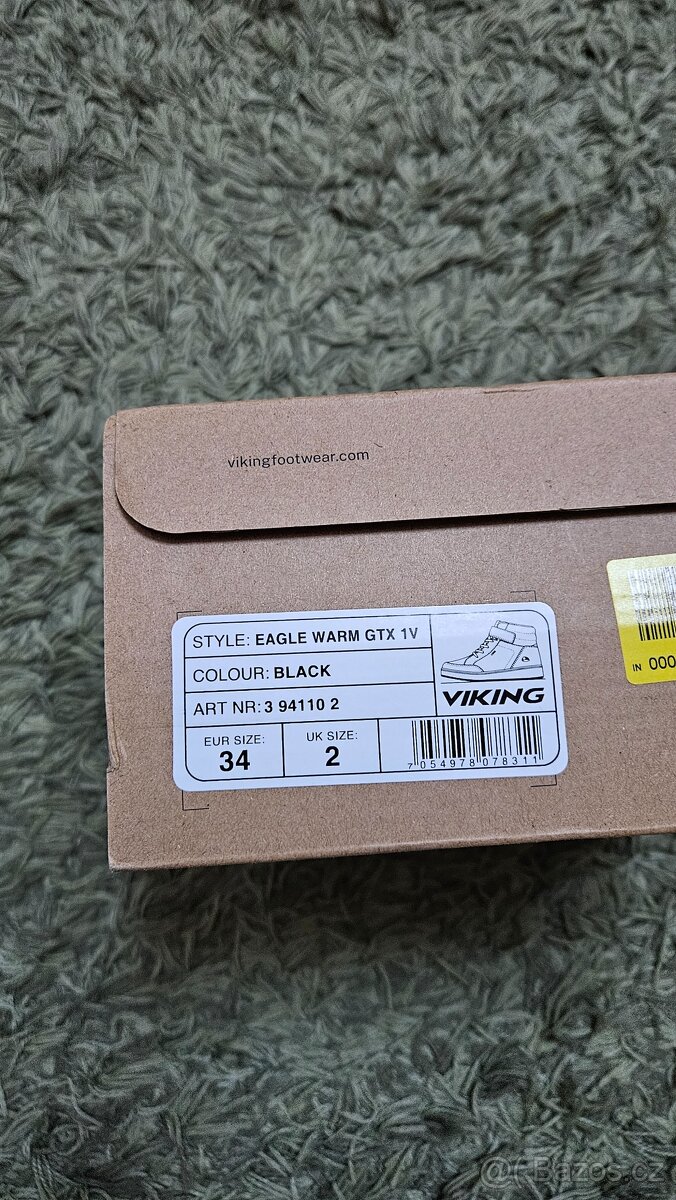 vikingfootwear.com
STYLE: EAGLE WARM GTX 1V
COLOUR: BLACK
ART NR: 3 94110 2
VIKING
EUR SIZE:
34
UK SIZE:
2
7 054978 078311
IN 000
©Bazos.cz